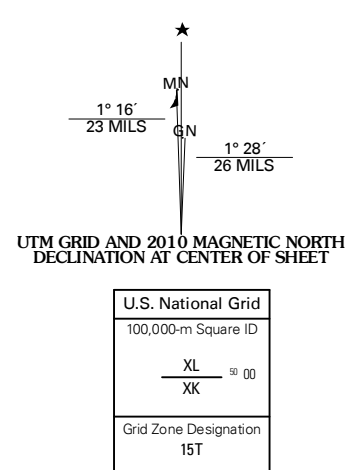 ★
MN
1° 16´
23 MILS
GN
1° 28´
26 MILS
UTM GRID AND 2010 MAGNETIC NORTH
DECLINATION AT CENTER OF SHEET
U.S. National Grid
100,000-m Square ID
XL
50 00
XK
Grid Zone Designation
15T